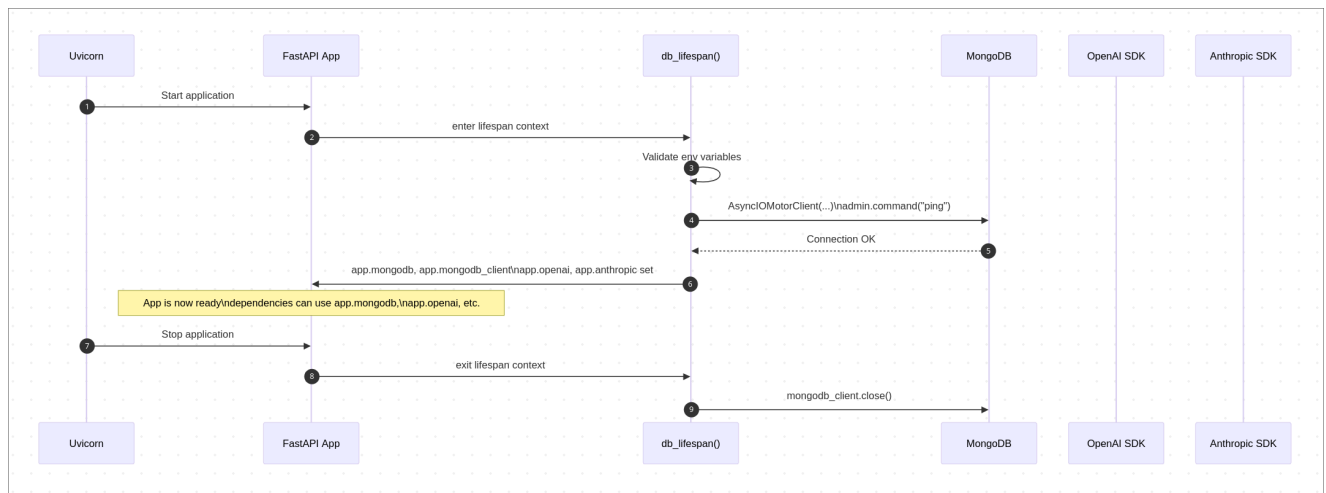 Uvicorn
FastAPI App
db_lifespan()
MongoDB
OpenAI SDK
Anthropic SDK
Start application
1
enter lifespan context
2
Validate env variables
3
AsyncIOMotorClient(...)\nadmin.command("ping")
4
Connection OK
5
app.mongodb, app.mongodb_client\napp.openai, app.anthropic set
6
App is now ready\ndependencies can use app.mongodb,\napp.openai, etc.
Stop application
7
exit lifespan context
8
mongodb_client.close()
9
Uvicorn
FastAPI App
db_lifespan()
MongoDB
OpenAI SDK
Anthropic SDK